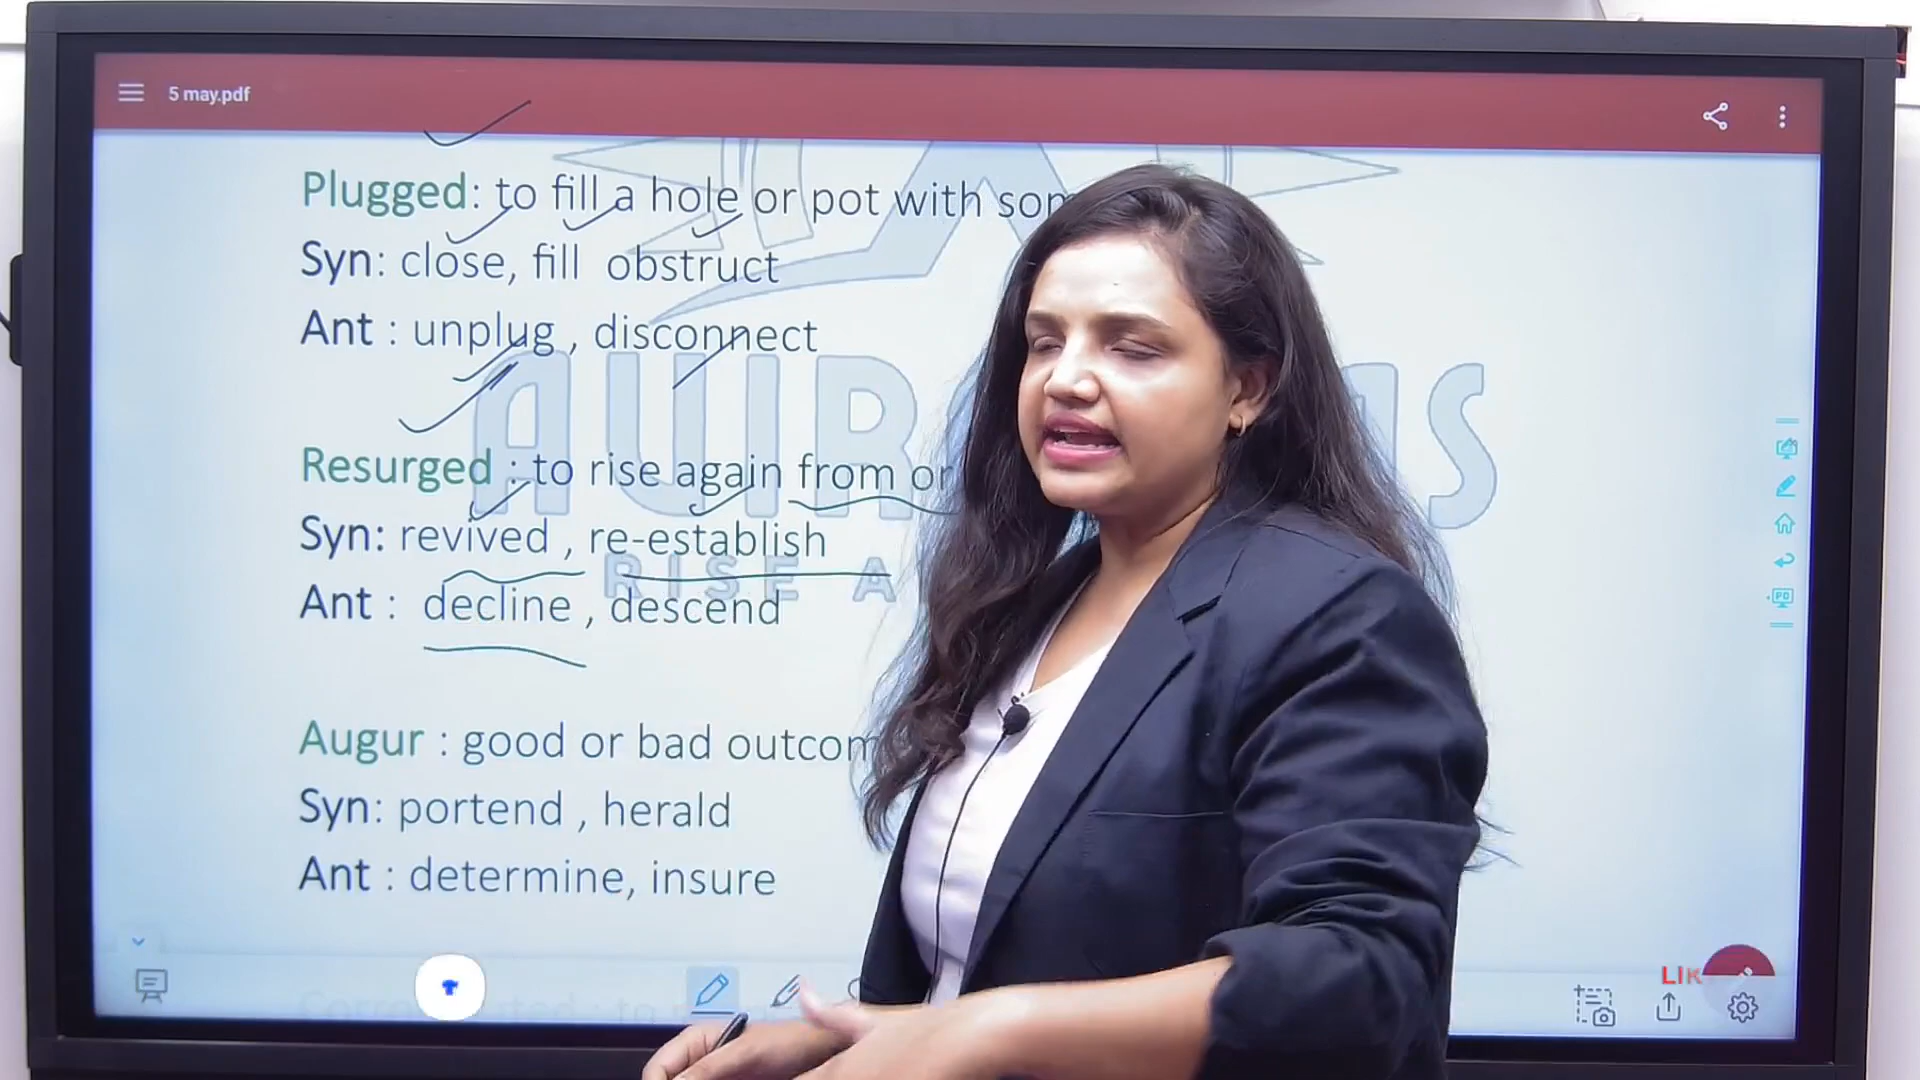 5 may.pdf
Plugged: to fill a hole or pot with
Syn: close, fill obstruct
Ant : unplug , disconnect
Resurged : to rise again from or
Syn: revived , re-establish
RISE A
Ant : decline , descend
Augur : good or bad
Syn: portend , herald
Ant : determine, insure
LIK